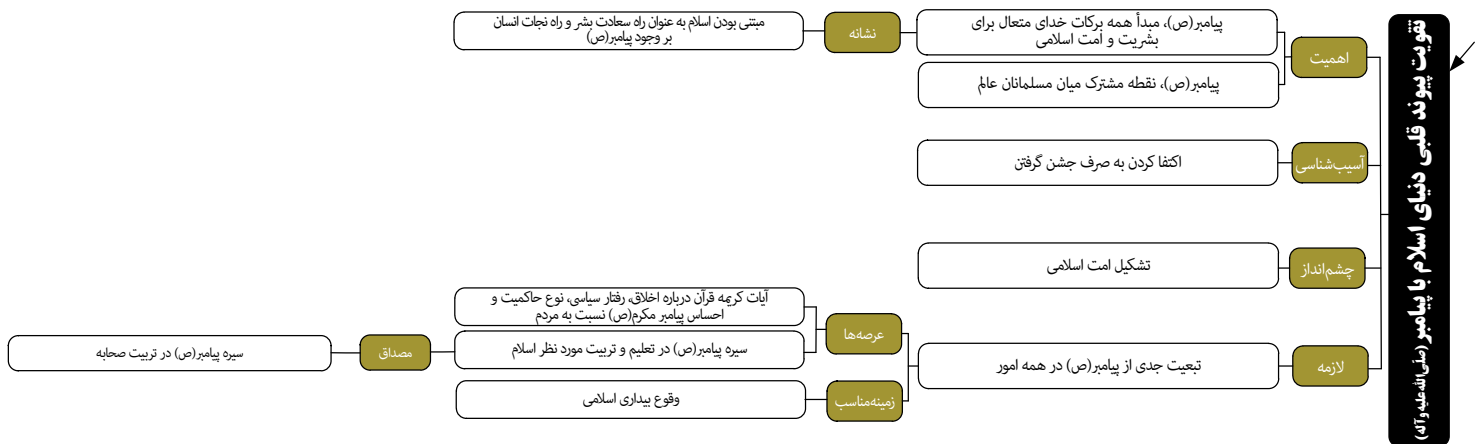 تقویت پیوند قلبی دنیای اسلام با پیامبر (صلی‌الله‌علیه‌وآله)
اهمیت
پیامبر(ص)، مبدأ همه برکات خدای متعال برای
بشریت و امت اسلامی
نشانه
مبتنی بودن اسلام به عنوان راه سعادت بشر و راه نجات انسان
بر وجود پیامبر(ص)
پیامبر(ص)، نقطه مشترک میان مسلمانان عالم
آسیب‌شناسی
اکتفا کردن به صرف جشن گرفتن
چشم‌انداز
تشکیل امت اسلامی
لازمه
تبعیت جدی از پیامبر(ص) در همه امور
عرصه‌ها
آیات کریمه قرآن درباره اخلاق، رفتار سیاسی، نوع حاکمیت و
احساس پیامبر مکرم(ص) نسبت به مردم
سیره پیامبر(ص) در تعلیم و تربیت مورد نظر اسلام
مصداق
سیره پیامبر(ص) در تربیت صحابه
زمینه‌مناسب
وقوع بیداری اسلامی